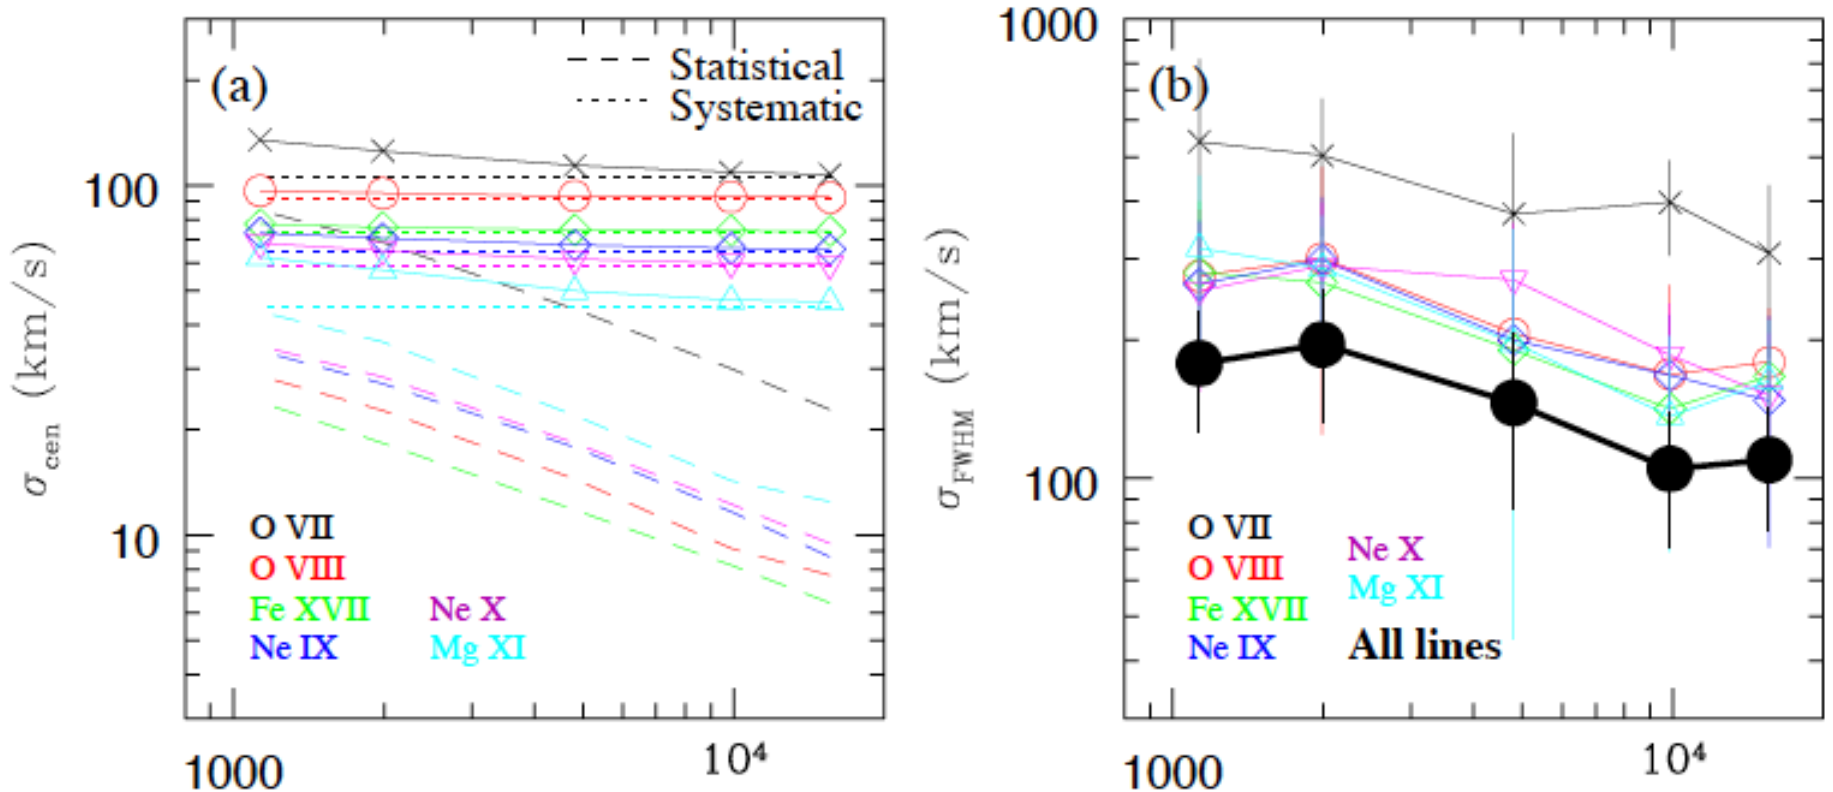 (a)
Statistical
Systematic
100
10
σcen (km/s)
O VII
O VIII
Fe XVII
Ne IX
Ne X
Mg XI
1000
10⁴
(b)
1000
100
σFWHM (km/s)
O VII
O VIII
Fe XVII
Ne IX
Ne X
Mg XI
All lines
1000
10⁴